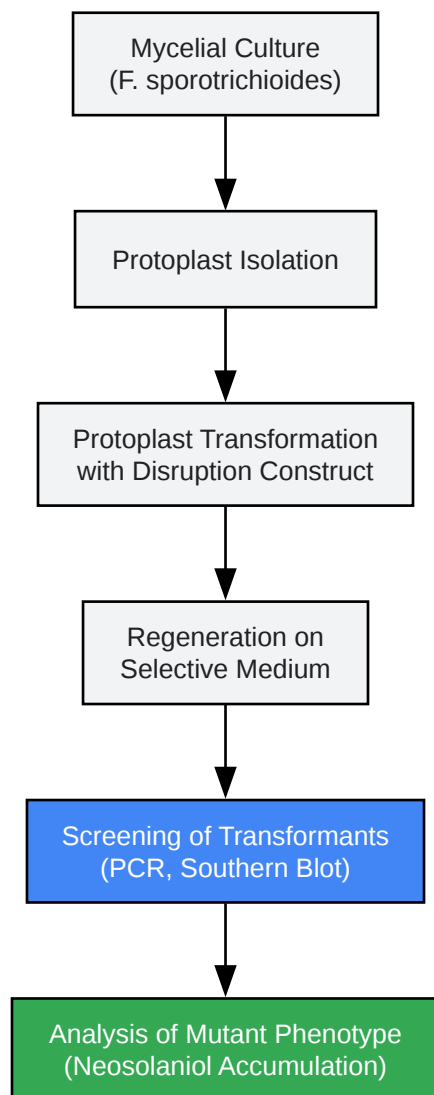 Mycelial Culture
(F. sporotrichioides)
Protoplast Isolation
Protoplast Transformation
with Disruption Construct
Regeneration on
Selective Medium
Screening of Transformants
(PCR, Southern Blot)
Analysis of Mutant Phenotype
(Neosolaniol Accumulation)